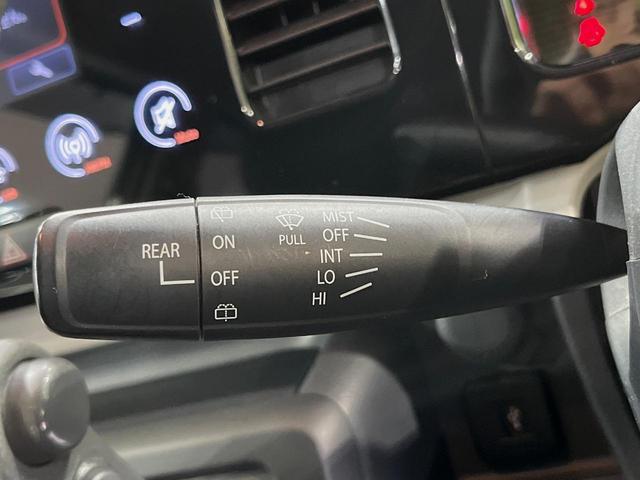 REAR
ON
OFF
PULL
MIST
OFF
INT
LO
HI